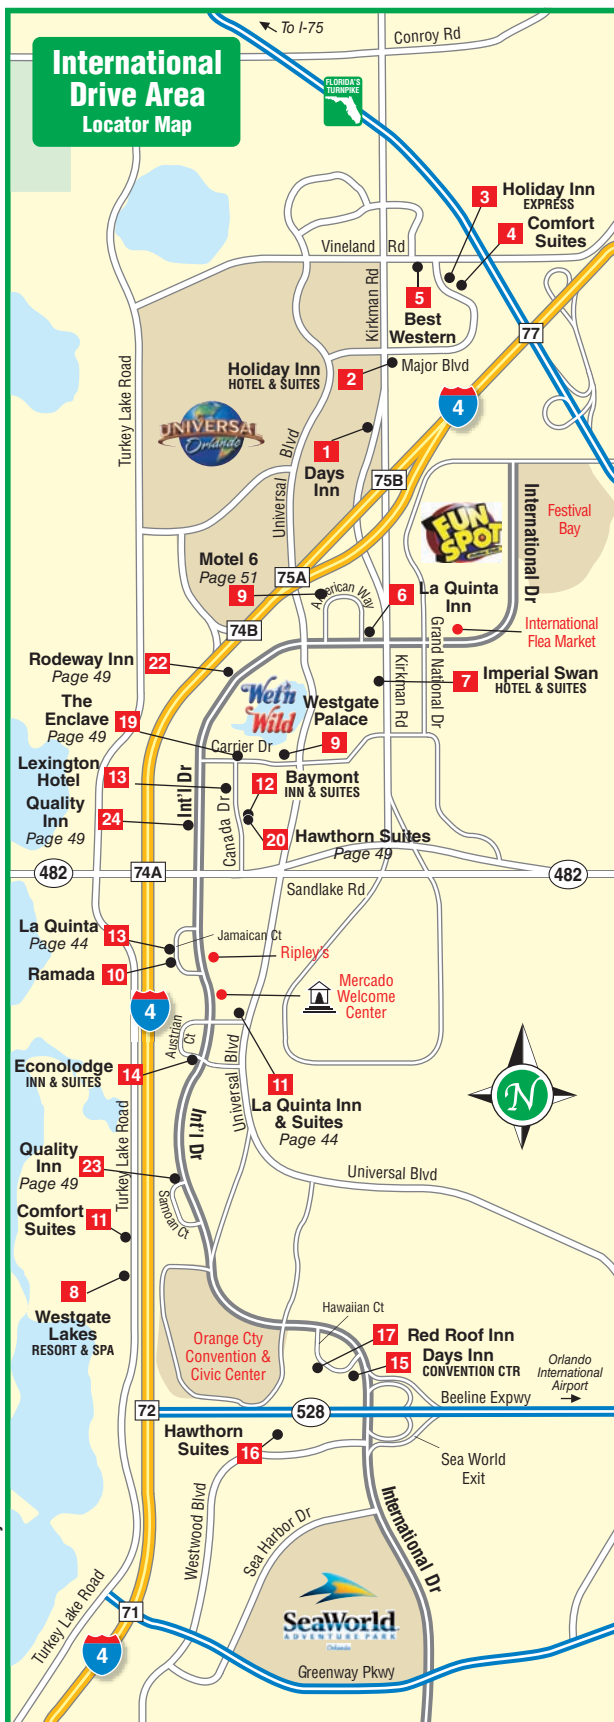 To I-75
Conroy Rd
International
Drive Area
Locator Map
FLORIDA'S
TURNPIKE
3
Holiday Inn
EXPRESS
4
Comfort
Suites
Vineland Rd
Kirkman Rd
5
Best
Western
77
Turkey Lake Road
Holiday Inn
HOTEL & SUITES
2
Major Blvd
4
UNIVERSAL
Orlando
Universal Blvd
1
Days
Inn
75B
International Dr
Festival
Bay
FUN
SPOT
Motel 6
Page 51
9
75A
American Way
6
La Quinta
Inn
74B
International
Flea Market
Rodeway Inn
Page 49
22
Kirkman Rd
Grand National Dr
7
Imperial Swan
HOTEL & SUITES
Wet'n
Wild
Westgate
Palace
9
The
Enclave
Page 49
19
Carrier Dr
Lexington
Hotel
13
Int'l Dr
Canada Dr
12
Baymont
INN & SUITES
Quality
Inn
Page 49
24
20
Hawthorn Suites
Page 49
482
74A
Sandlake Rd
482
La Quinta
Page 44
13
Jamaican Ct
Ripley's
Ramada
10
Mercado
Welcome
Center
4
Austrian Ct
Universal Blvd
Econolodge
INN & SUITES
14
11
La Quinta Inn
& Suites
Page 44
N
Turkey Lake Road
Int'l Dr
Quality
Inn
Page 49
23
Universal Blvd
Samoan Ct
Comfort
Suites
11
8
Westgate
Lakes
RESORT & SPA
Hawaiian Ct
Orange Cty
Convention &
Civic Center
17
Red Roof Inn
15
Days Inn
CONVENTION CTR
Orlando
International
Airport
72
528
Beeline Expwy
Hawthorn
Suites
16
Sea World
Exit
Westwood Blvd
Sea Harbor Dr
International Dr
Turkey Lake Road
71
4
SeaWorld
ADVENTURE PARK
Orlando
Greenway Pkwy